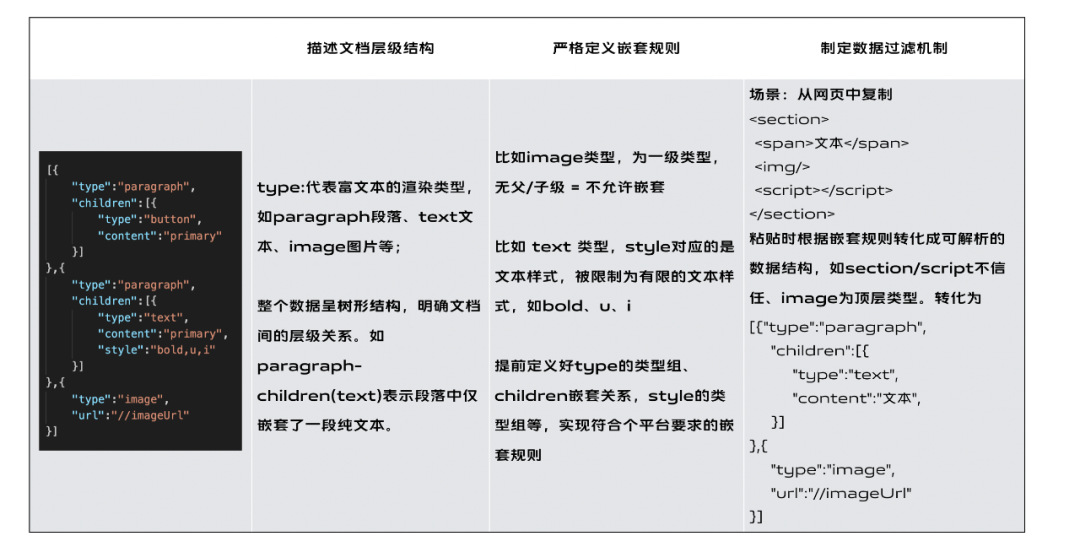 描述文档层级结构
严格定义嵌套规则
制定数据过滤机制
[{
"type":"paragraph",
"children":[{
"type":"button",
"content":"primary"
}]
},{
"type":"paragraph",
"children":[{
"type":"text",
"content":"primary",
"style":"bold,u,i"
}]
},{
"type":"image",
"url":"//imageUrl"
}]
type:代表富文本的渲染类型，
如paragraph段落、text文
本、image图片等；
整个数据呈树形结构，明确文档
间的层级关系。如
paragraph-
children(text)表示段落中仅
嵌套了一段纯文本。
比如image类型，为一级类型，
无父/子级 = 不允许嵌套
比如 text 类型，style对应的是
文本样式，被限制为有限的文本样
式，如bold、u、i
提前定义好type的类型组、
children嵌套关系，style的类
型组等，实现符合个平台要求的嵌
套规则
场景：从网页中复制
<section>
<span>文本</span>
<img/>
<script></script>
</section>
粘贴时根据嵌套规则转化成可解析的
数据结构，如section/script不信
任、image为顶层类型。转化为
[{"type":"paragraph",
"children":[{
"type":"text",
"content":"文本",
}]
},{
"type":"image",
"url":"//imageUrl"
}]